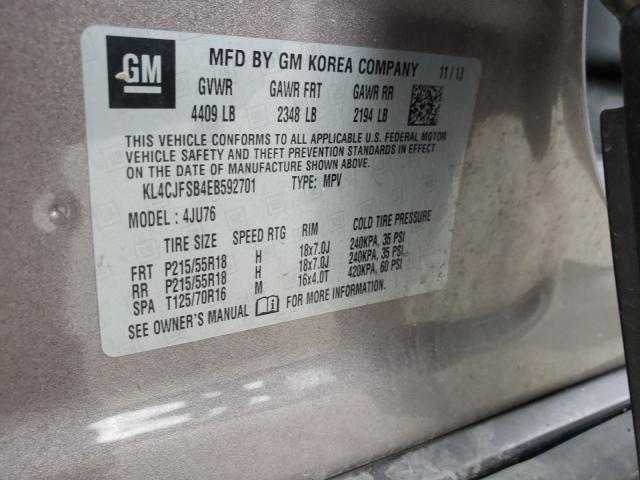 GM
MFD BY GM KOREA COMPANY 11/13
GVWR GAWR FRT GAWR RR
4409 LB 2348 LB 2194 LB
THIS VEHICLE CONFORMS TO ALL APPLICABLE U.S. FEDERAL MOTOR
VEHICLE SAFETY AND THEFT PREVENTION STANDARDS IN EFFECT
ON THE DATE OF MANUFACTURE SHOWN ABOVE.
KL4CJFSB4EB592701 TYPE: MPV
MODEL: 4JU76
TIRE SIZE SPEED RTG RIM COLD TIRE PRESSURE
FRT P215/55R18 H 18x7.0J 240KPA, 35 PSI
RR P215/55R18 H 18x7.0J 240KPA, 35 PSI
SPA T125/70R16 M 16x4.0T 420KPA, 60 PSI
SEE OWNER'S MANUAL FOR MORE INFORMATION.